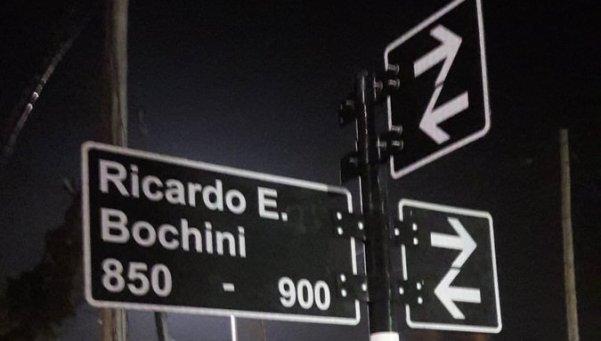 Ricardo E.
Bochini
850 - 900